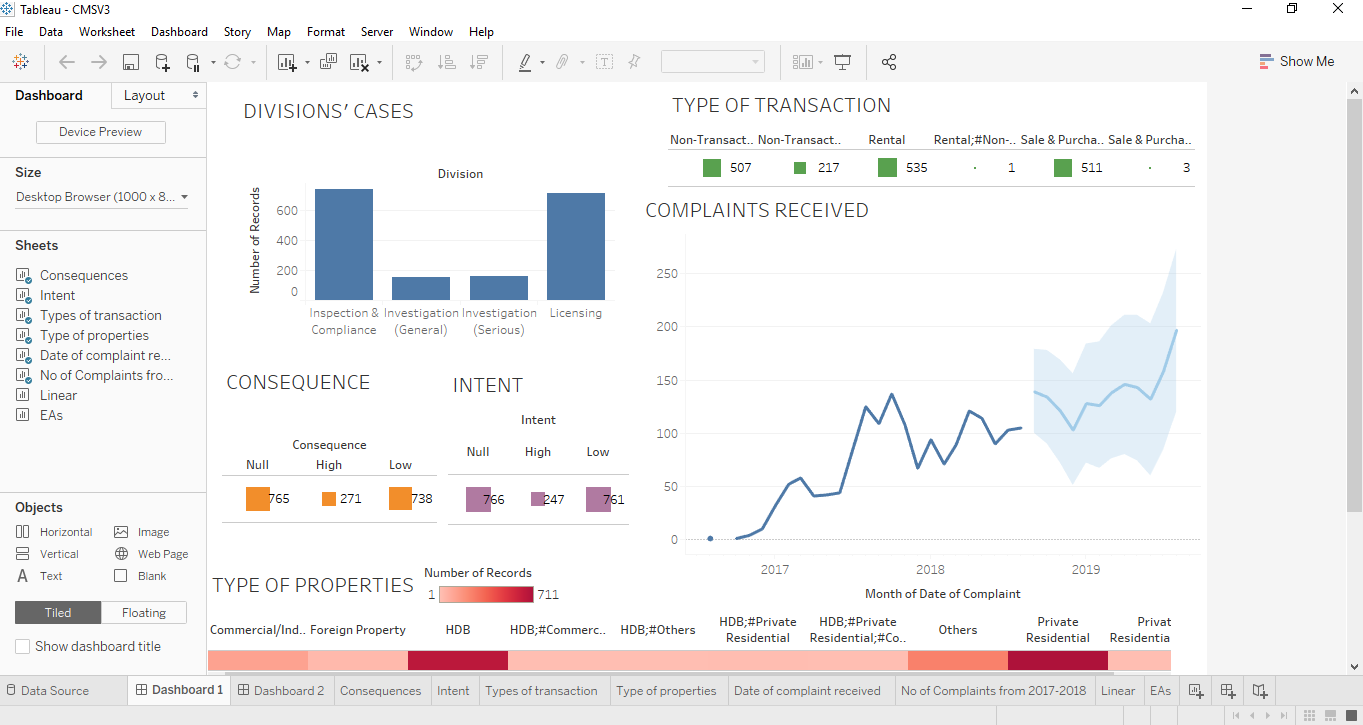 Tableau - CMSV3
File Data Worksheet Dashboard Story Map Format Server Window Help
Show Me
Dashboard Layout
Device Preview
Size
Desktop Browser (1000 x 8...
Sheets
Consequences
Intent
Types of transaction
Type of properties
Date of complaint re...
No of Complaints fro...
Linear
EAs
Objects
Horizontal Image
Vertical Web Page
A Text Blank
Tiled Floating
Show dashboard title
DIVISIONS’ CASES
Division
Number of Records
600
400
200
0
Inspection & Compliance
Investigation (General)
Investigation (Serious)
Licensing
TYPE OF TRANSACTION
Non-Transact.. Non-Transact.. Rental Rental;#Non-.. Sale & Purcha.. Sale & Purcha..
507 217 535 1 511 3
COMPLAINTS RECEIVED
250
200
150
100
50
0
2017 2018 2019
Month of Date of Complaint
CONSEQUENCE
Consequence
Null High Low
765 271 738
INTENT
Intent
Null High Low
766 247 761
TYPE OF PROPERTIES
Number of Records
1 711
Commercial/Ind.. Foreign Property HDB HDB;#Commerc.. HDB;#Others HDB;#Private Residential HDB;#Private Residential;#Co.. Others Private Residential Privat Residentia
Data Source Dashboard 1 Dashboard 2 Consequences Intent Types of transaction Type of properties Date of complaint received No of Complaints from 2017-2018 Linear EAs